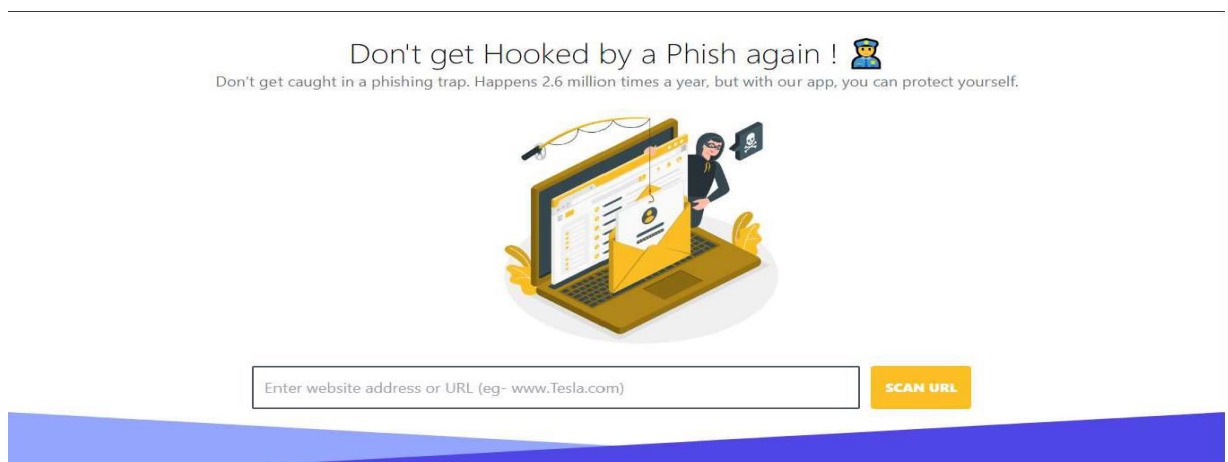 Don't get Hooked by a Phish again ! 👮
Don't get caught in a phishing trap. Happens 2.6 million times a year, but with our app, you can protect yourself.
Enter website address or URL (eg- www.Tesla.com)
SCAN URL